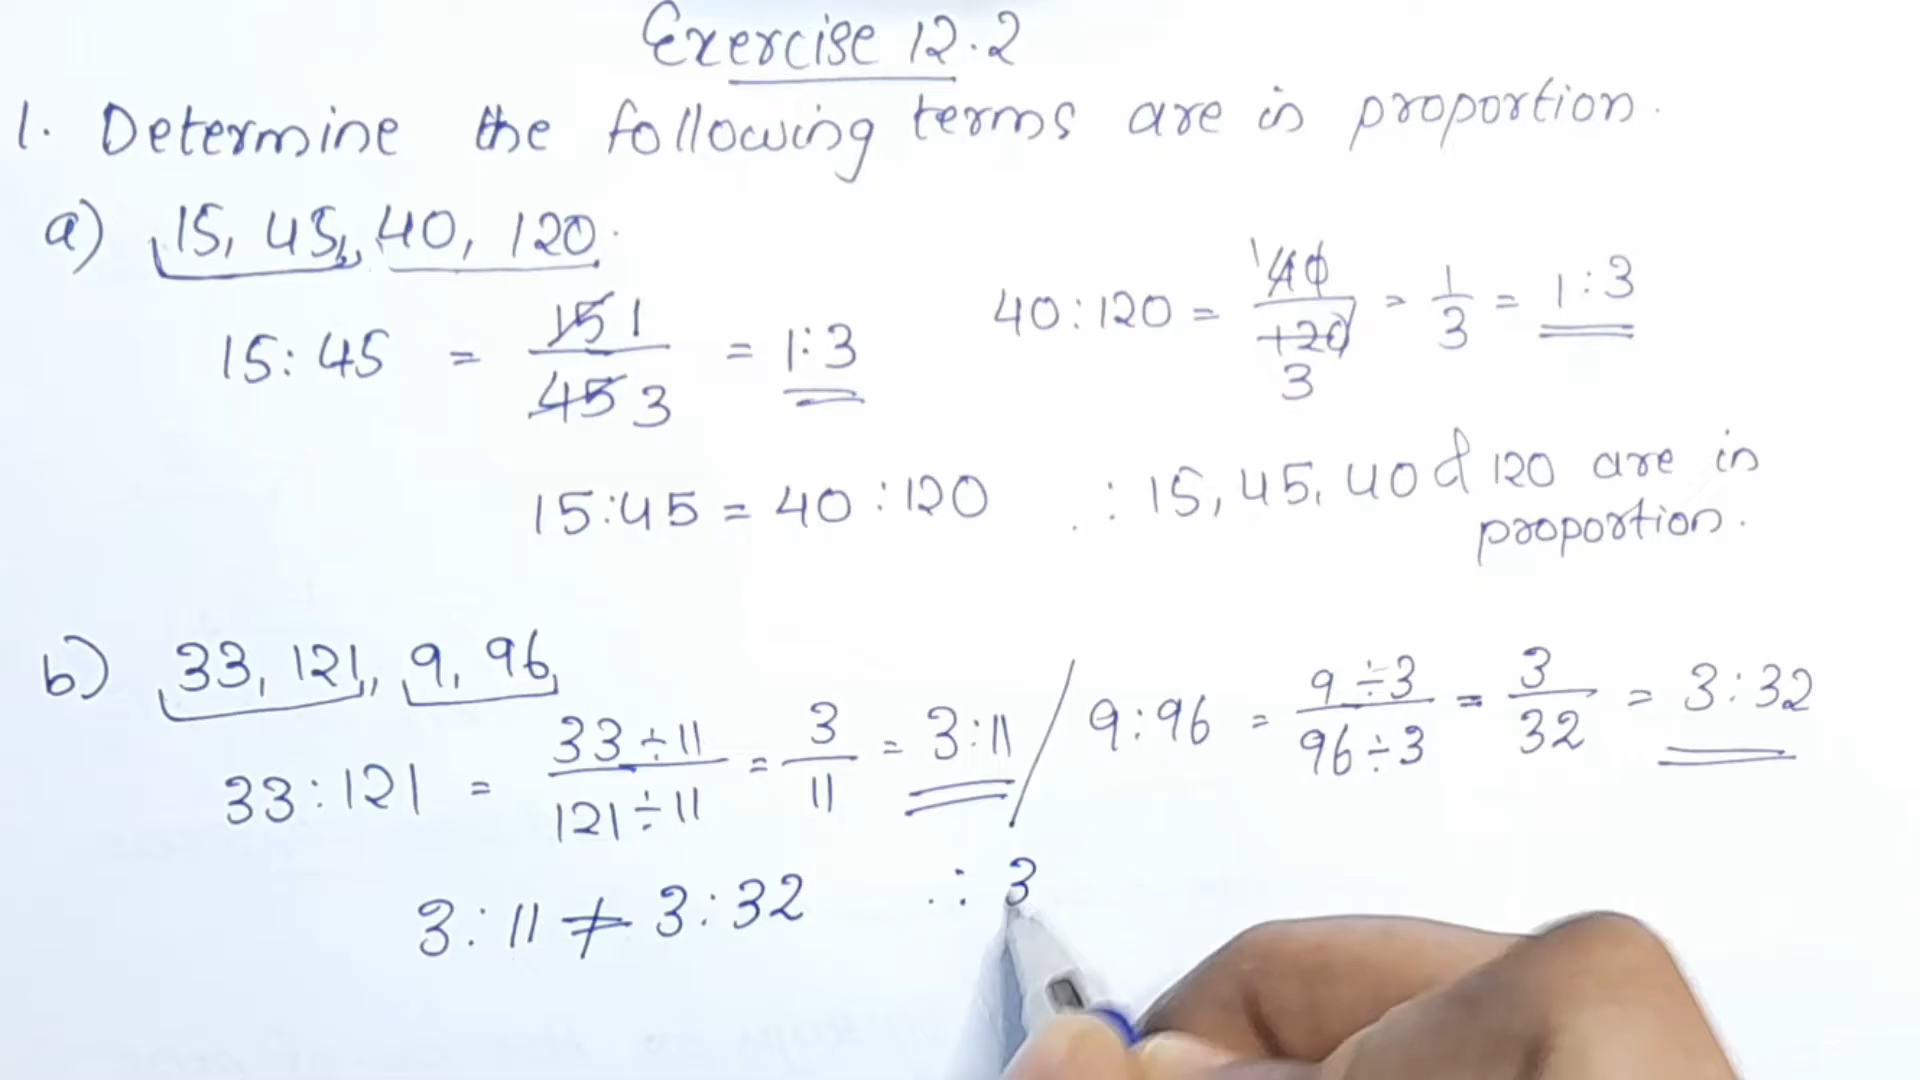 Exercise 12.2
1. Determine the following terms are in proportion.
a) 15, 45, 40, 120.
15:45 = 15 1 / 45 3 = 1:3
40:120 = 1 40 / 120 3 = 1/3 = 1:3
15:45 = 40:120 ∴ 15, 45, 40 & 120 are in
proportion.
b) 33, 121, 9, 96
33:121 = 33÷11 / 121÷11 = 3/11 = 3:11 / 9:96 = 9÷3 / 96÷3 = 3/32 = 3:32
3:11 ≠ 3:32 ∴ 3